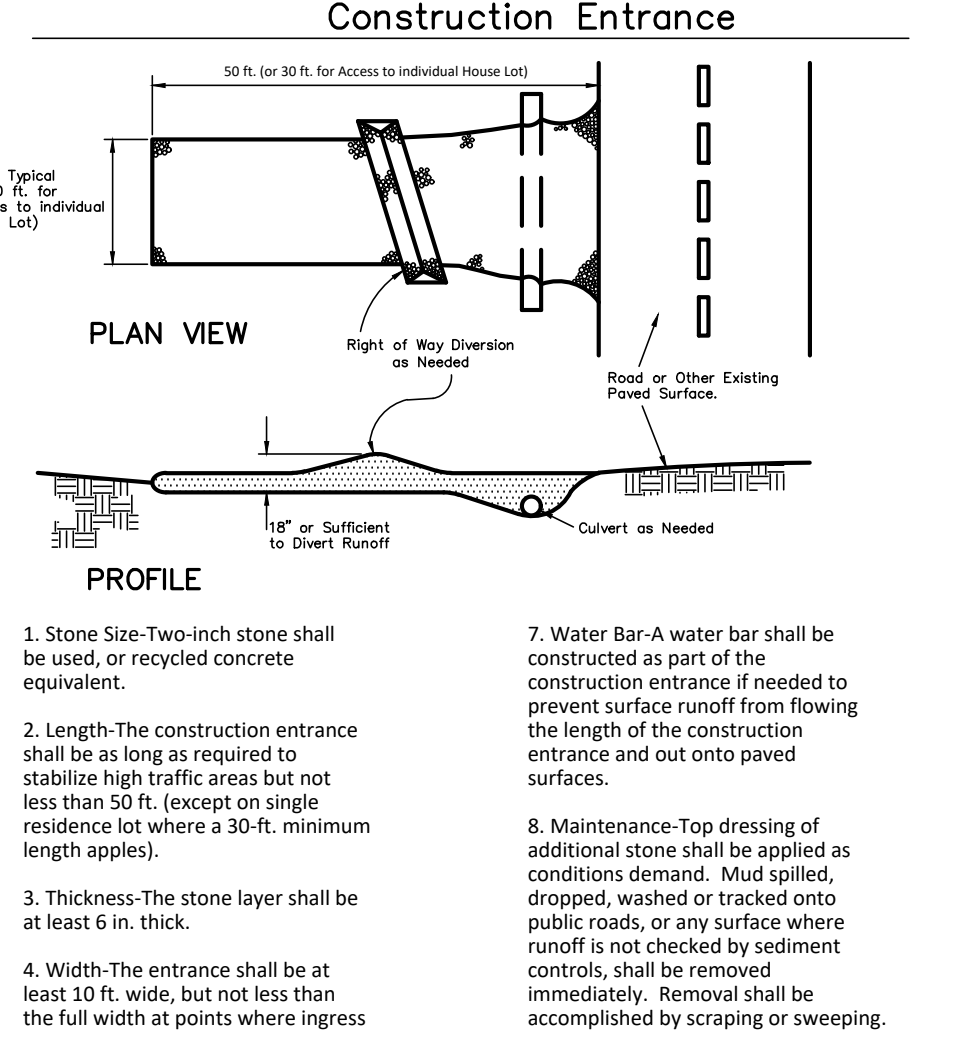 Construction Entrance
50 ft. (or 30 ft. for Access to individual House Lot)
Typical
ft. for
to individual
Lot)
PLAN VIEW
Right of Way Diversion
as Needed
Road or Other Existing
Paved Surface.
18" or Sufficient
to Divert Runoff
Culvert as Needed
PROFILE
1. Stone Size-Two-inch stone shall
be used, or recycled concrete
equivalent.
2. Length-The construction entrance
shall be as long as required to
stabilize high traffic areas but not
less than 50 ft. (except on single
residence lot where a 30-ft. minimum
length apples).
3. Thickness-The stone layer shall be
at least 6 in. thick.
4. Width-The entrance shall be at
least 10 ft. wide, but not less than
the full width at points where ingress
7. Water Bar-A water bar shall be
constructed as part of the
construction entrance if needed to
prevent surface runoff from flowing
the length of the construction
entrance and out onto paved
surfaces.
8. Maintenance-Top dressing of
additional stone shall be applied as
conditions demand.  Mud spilled,
dropped, washed or tracked onto
public roads, or any surface where
runoff is not checked by sediment
controls, shall be removed
immediately.  Removal shall be
accomplished by scraping or sweeping.